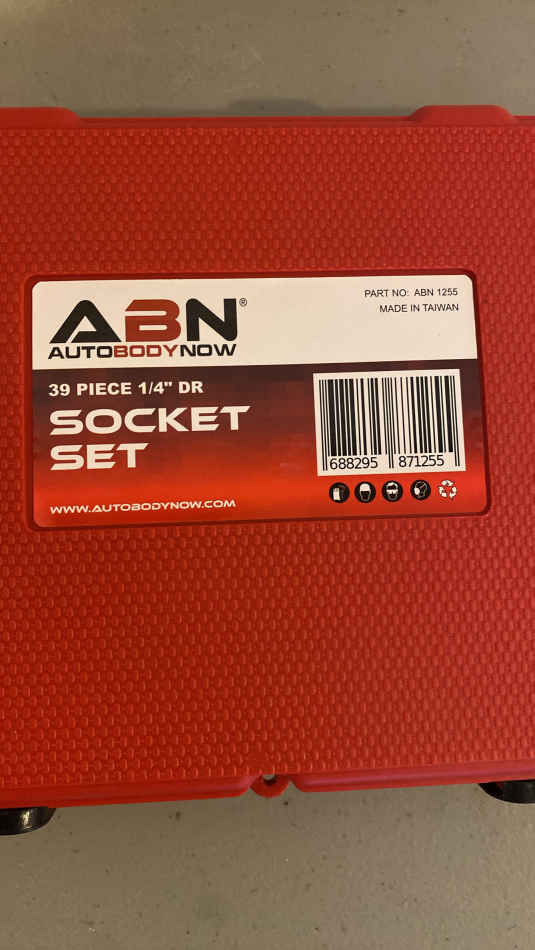 ABN®
AUTOBODYNOW
PART NO: ABN 1255
MADE IN TAIWAN
39 PIECE 1/4" DR
SOCKET
SET
688295 871255
WWW.AUTOBODYNOW.COM